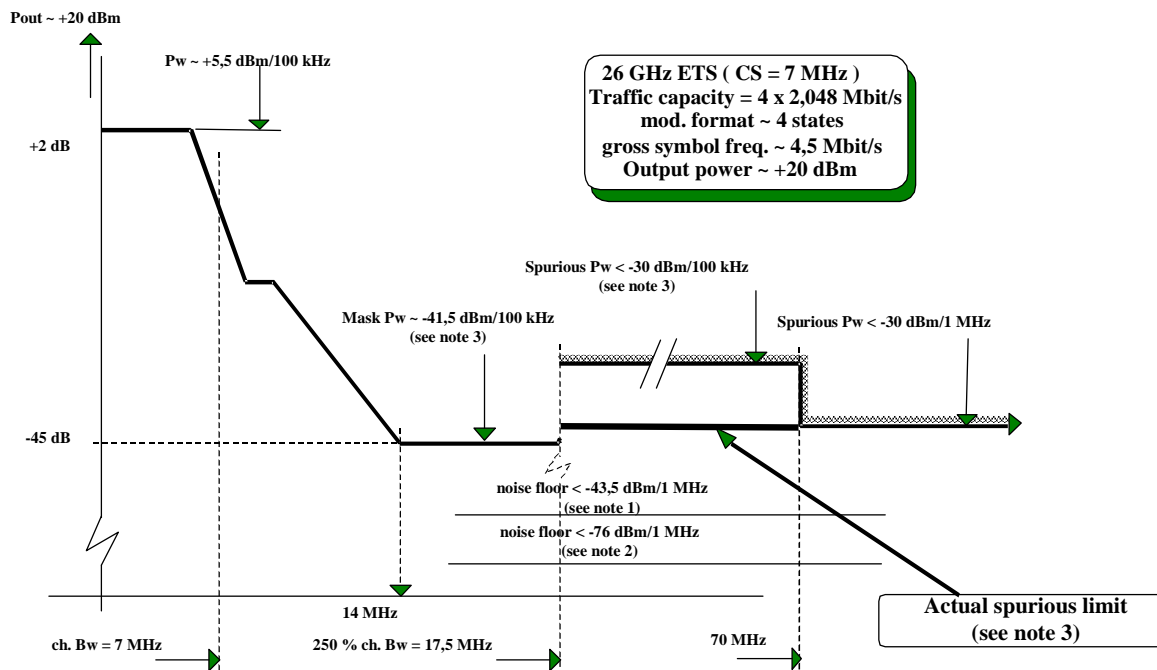 Pout ~ +20 dBm
Pw ~ +5,5 dBm/100 kHz
26 GHz ETS ( CS = 7 MHz )
Traffic capacity = 4 x 2,048 Mbit/s
mod. format ~ 4 states
gross symbol freq. ~ 4,5 Mbit/s
Output power ~ +20 dBm
+2 dB
Spurious Pw < -30 dBm/100 kHz
(see note 3)
Mask Pw ~ -41,5 dBm/100 kHz
(see note 3)
Spurious Pw < -30 dBm/1 MHz
-45 dB
noise floor < -43,5 dBm/1 MHz
(see note 1)
noise floor < -76 dBm/1 MHz
(see note 2)
14 MHz
Actual spurious limit
(see note 3)
ch. Bw = 7 MHz
250 % ch. Bw = 17,5 MHz
70 MHz